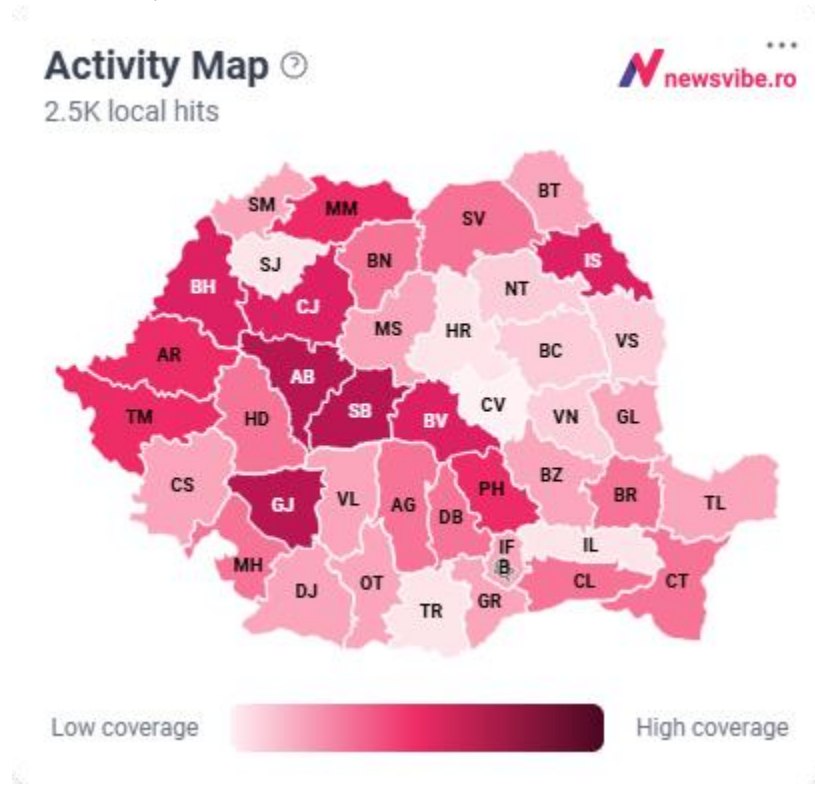 Activity Map ?
newsvibe.ro
2.5K local hits
BT
SM
MM
SV
IS
SJ
BN
BH
NT
CJ
MS
HR
VS
AR
BC
AB
CV
SB
TM
HD
BV
VN
GL
CS
BZ
PH
BR
VL
GJ
AG
TL
DB
IF
IL
B
MH
CL
CT
DJ
OT
GR
TR
Low coverage
High coverage